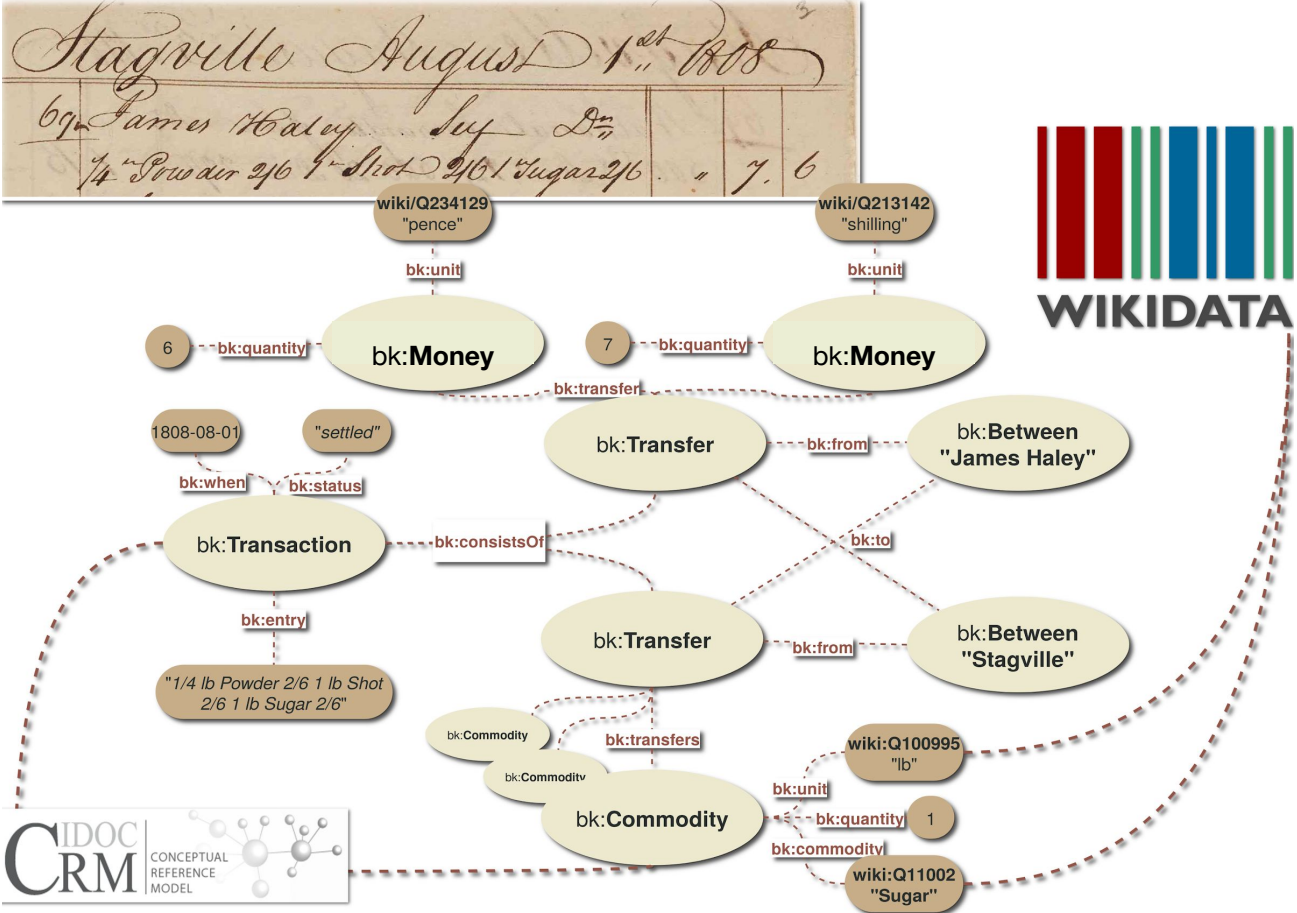 3
Stagville August 1st 1808
69 James Haley Self Dr
1/4 " Powder 2/6 1 " Shot 2/6 1 Sugar 2/6 " 7. 6
wiki/Q234129
"pence"
wiki/Q213142
"shilling"
bk:unit
bk:unit
WIKIDATA
6
bk:quantity
bk:Money
7
bk:quantity
bk:Money
bk:transfer
1808-08-01
"settled"
bk:when
bk:status
bk:Transfer
bk:from
bk:Between
"James Haley"
bk:Transaction
bk:consistsOf
bk:to
bk:entry
bk:Transfer
bk:from
bk:Between
"Stagville"
"1/4 lb Powder 2/6 1 lb Shot
2/6 1 lb Sugar 2/6"
bk:Commodity
bk:transfers
bk:Commodity
bk:Commodity
wiki:Q100995
"lb"
bk:unit
bk:quantity
1
bk:commodity
wiki:Q11002
"Sugar"
CIDOC
CRM
CONCEPTUAL
REFERENCE
MODEL